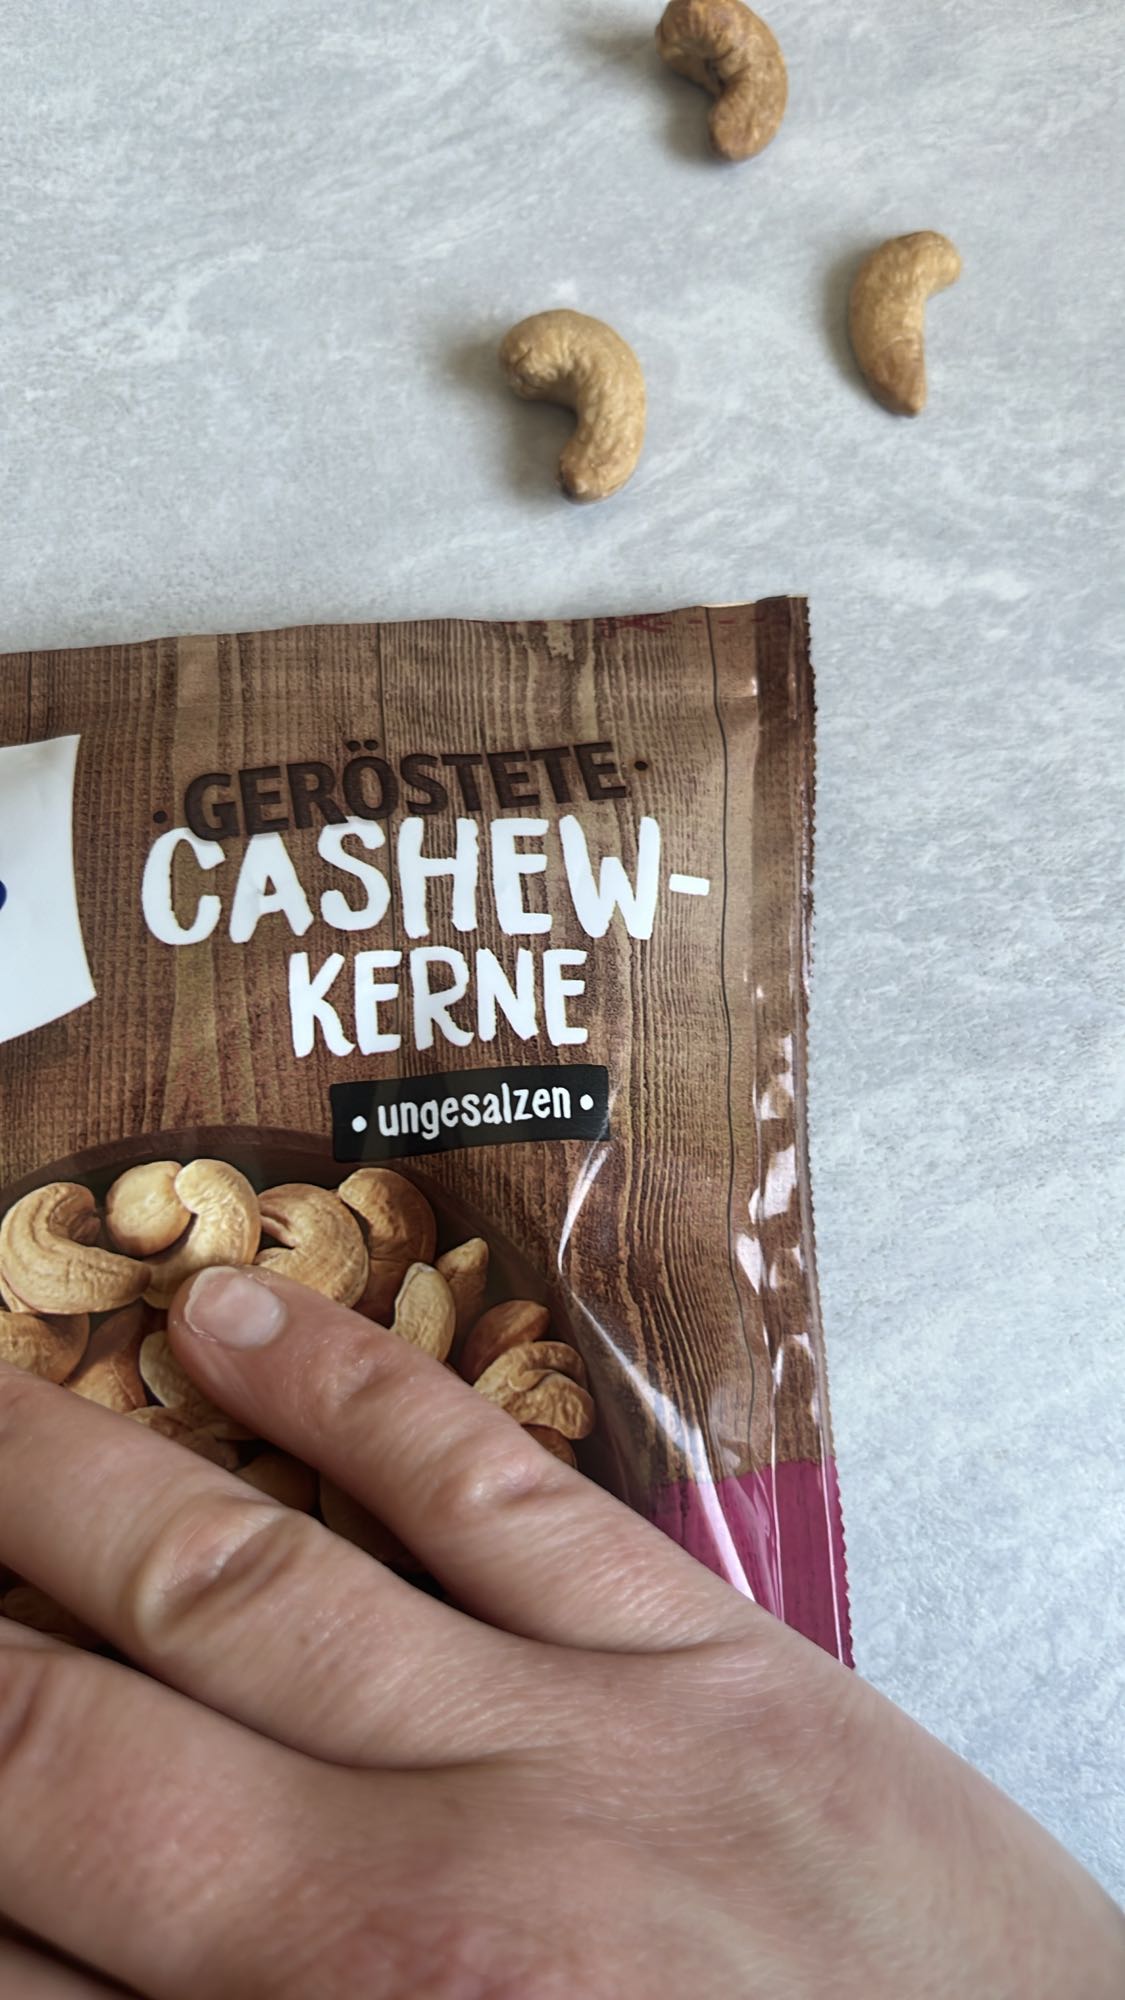 • GERÖSTETE •
CASHEW-
KERNE
• ungesalzen •